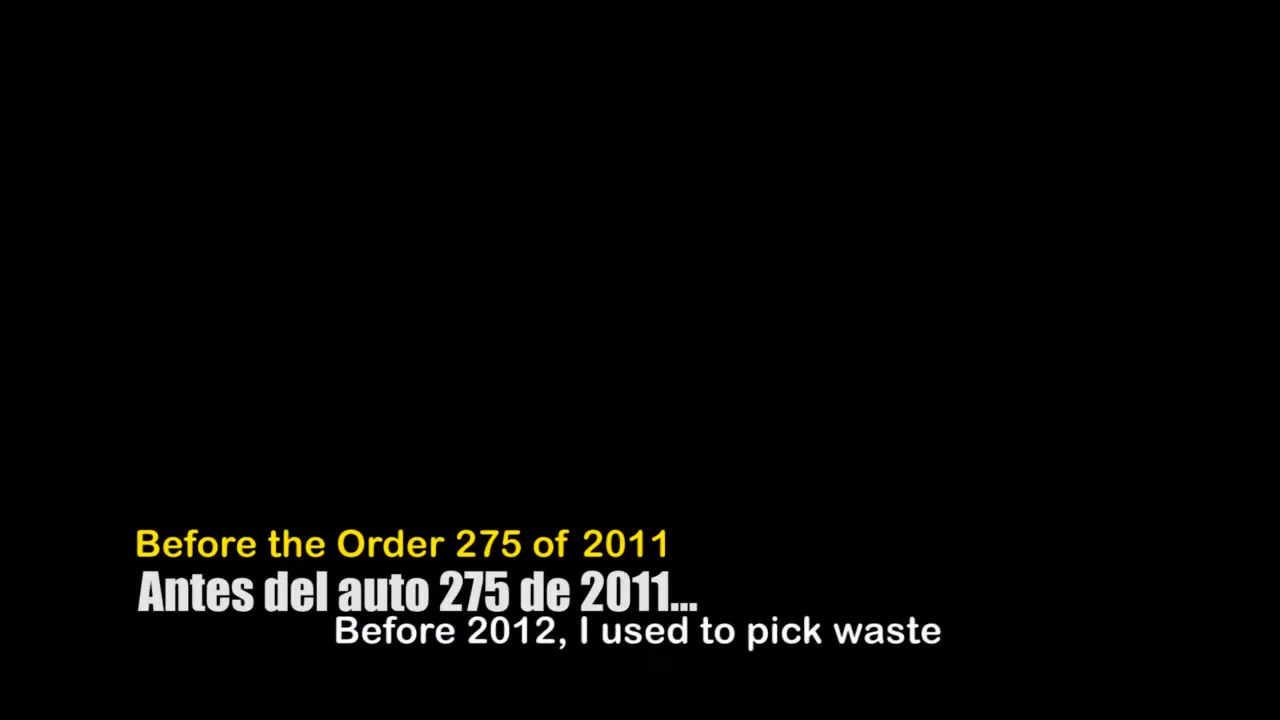 Before the Order 275 of 2011
Antes del auto 275 de 2011...
Before 2012, I used to pick waste